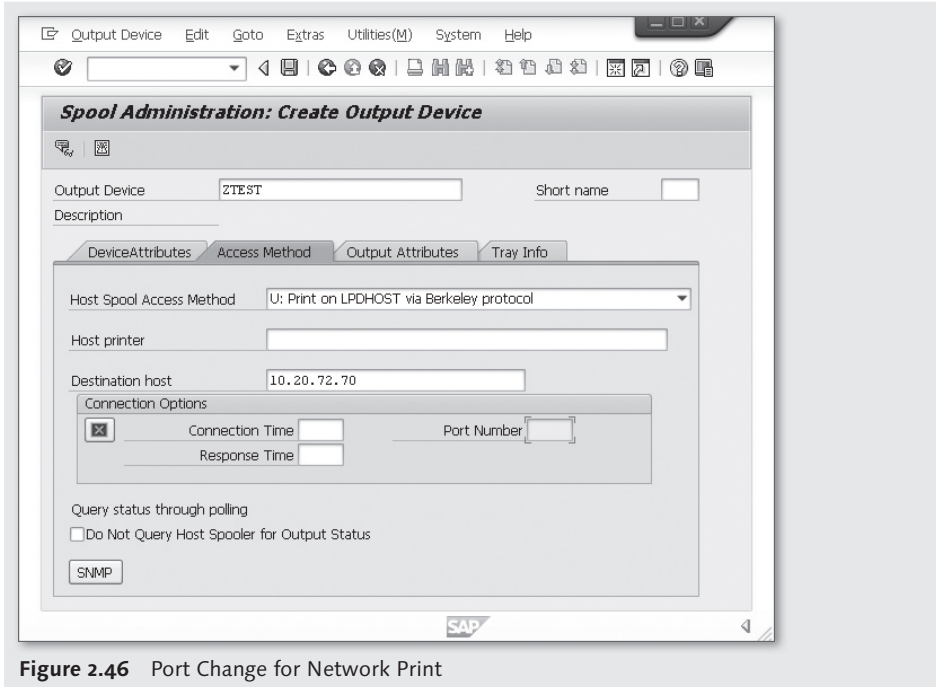 Output Device Edit Goto Extras Utilities(M) System Help
Spool Administration: Create Output Device
Output Device ZTEST Short name
Description
DeviceAttributes Access Method Output Attributes Tray Info
Host Spool Access Method U: Print on LPDHOST via Berkeley protocol
Host printer
Destination host 10.20.72.70
Connection Options
Connection Time Port Number
Response Time
Query status through polling
Do Not Query Host Spooler for Output Status
SNMP
SAP
Figure 2.46 Port Change for Network Print